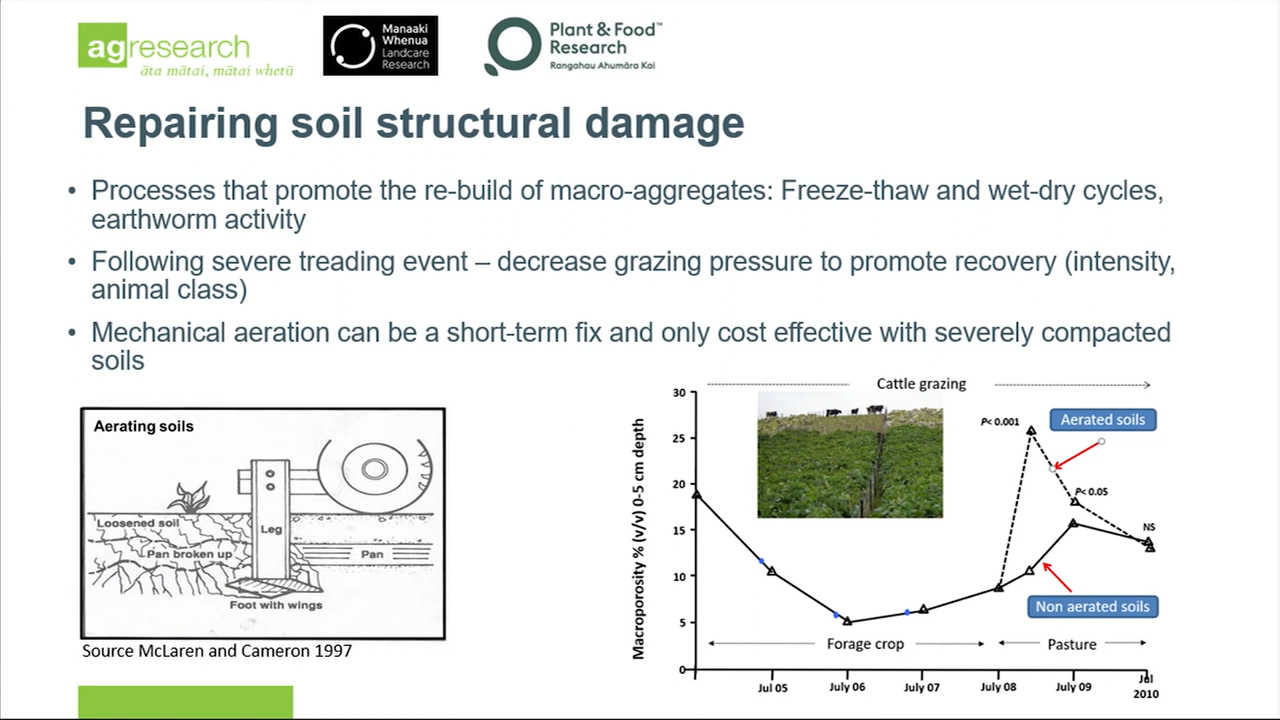 agresearch
āta mātai, mātai whetū
Manaaki
Whenua
Landcare
Research
Plant & Food™
Research
Rangahau Ahumāra Kai
Repairing soil structural damage
• Processes that promote the re-build of macro-aggregates: Freeze-thaw and wet-dry cycles,
earthworm activity
• Following severe treading event – decrease grazing pressure to promote recovery (intensity,
animal class)
• Mechanical aeration can be a short-term fix and only cost effective with severely compacted
soils
Aerating soils
Loosened soil
Pan broken up
Leg
Pan
Foot with wings
Source McLaren and Cameron 1997
Macroporosity % (v/v) 0-5 cm depth
30
25
20
15
10
5
0
Cattle grazing
P< 0.001
Aerated soils
P< 0.05
NS
Non aerated soils
Forage crop
Pasture
Jul 05
July 06
July 07
July 08
July 09
Jul
2010